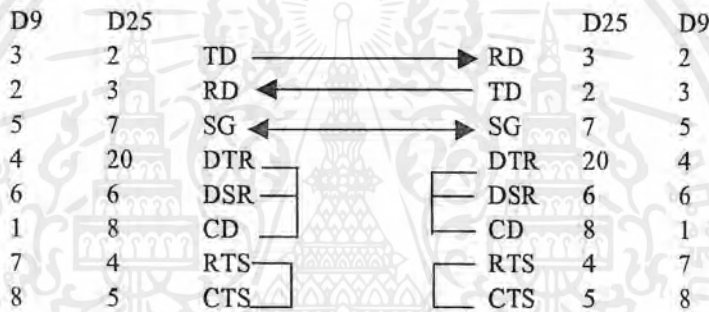 D9 D25 D25 D9
3 2 TD RD 3 2
2 3 RD TD 2 3
5 7 SG SG 7 5
4 20 DTR DTR 20 4
6 6 DSR DSR 6 6
1 8 CD CD 8 1
7 4 RTS RTS 4 7
8 5 CTS CTS 5 8